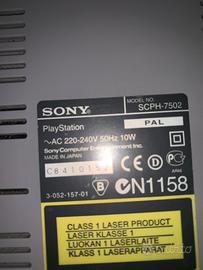 SONY
MODEL NO. SCPH-7502
PlayStation
PAL
~AC 220-240V 50Hz 10W
Sony Computer Entertainment Inc.
MADE IN JAPAN
3-052-157-01
B
N1158
CLASS 1 LASER PRODUCT
LASER KLASSE 1
LUOKAN 1 LASERLAITE
KLASS 1 LASERAPPARAT